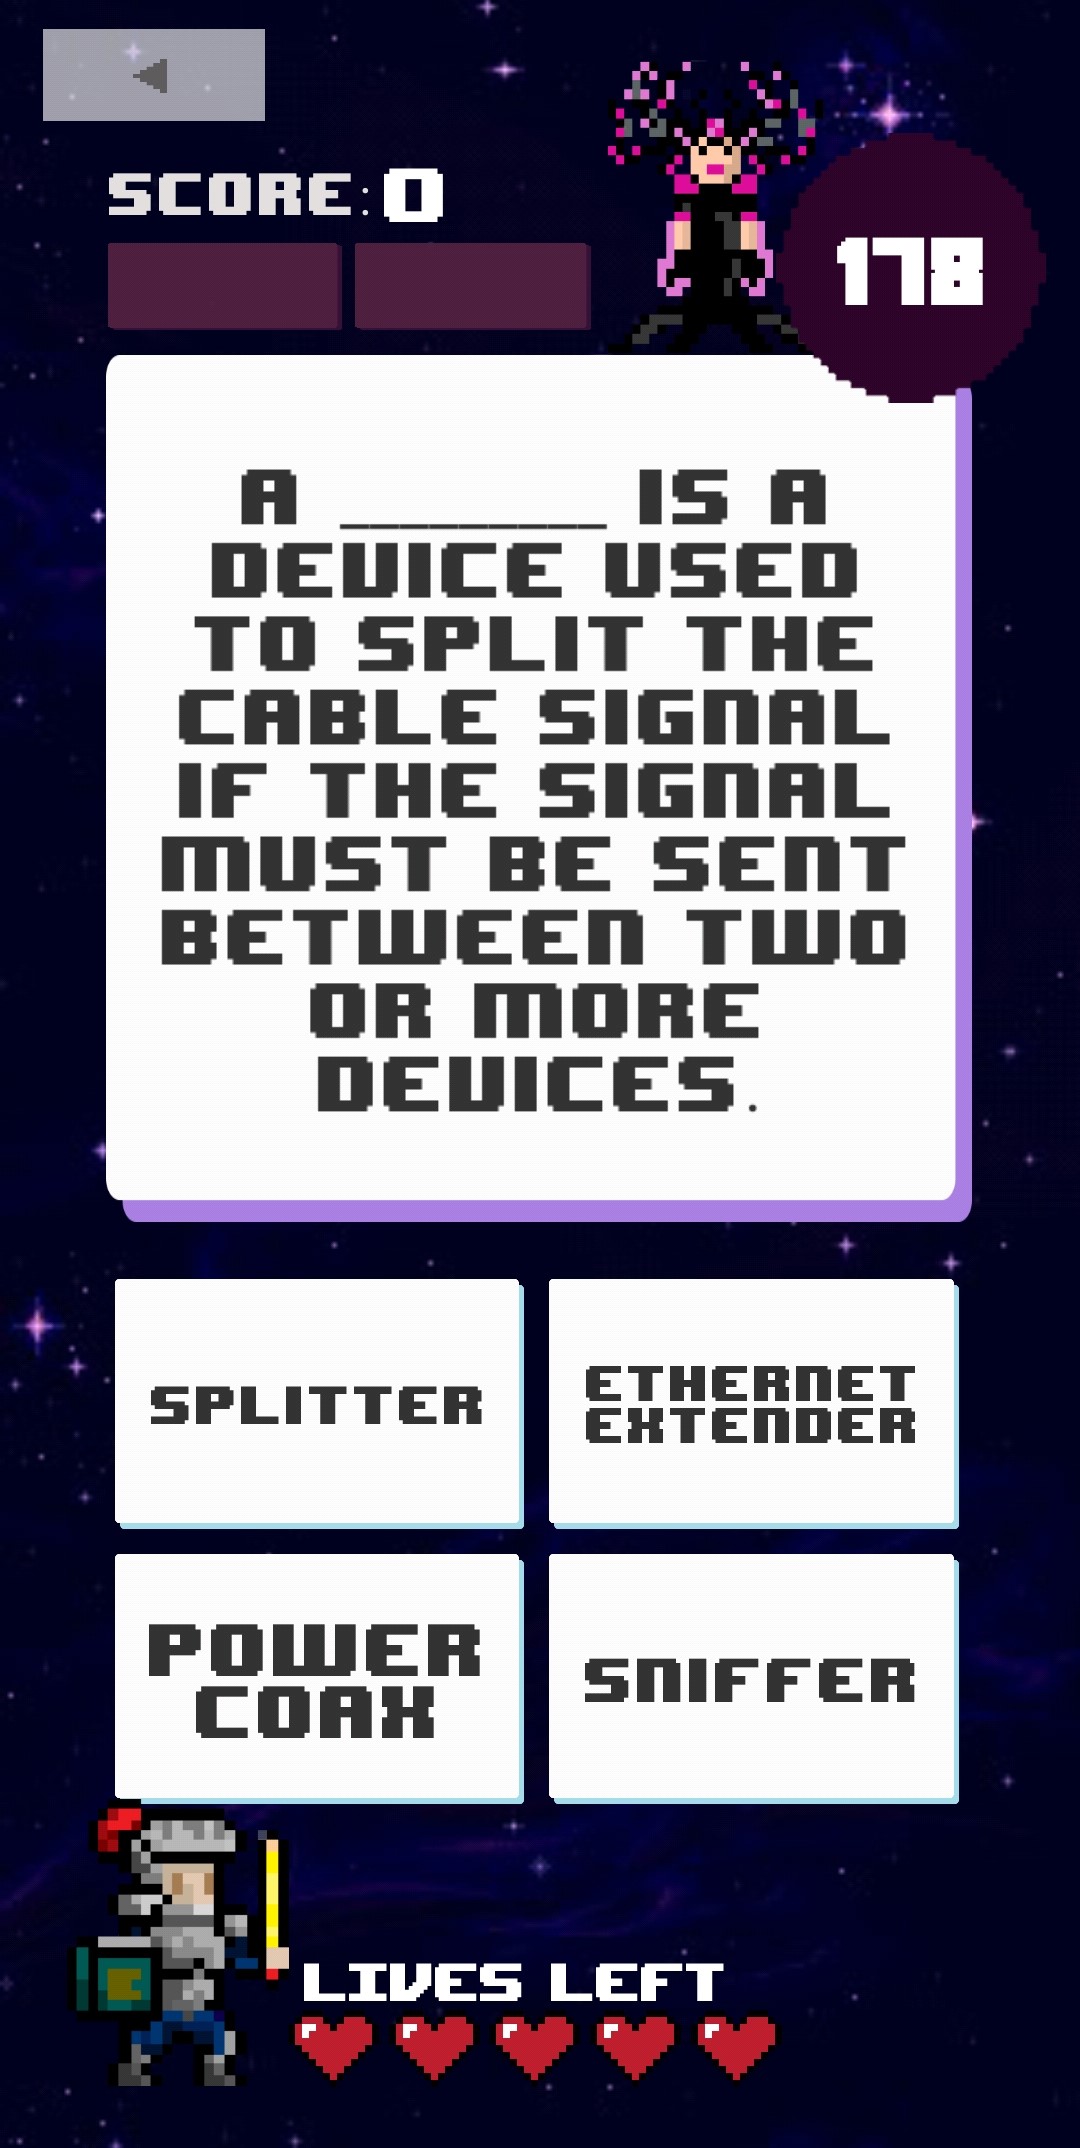 SCORE:0
178
A _________ IS A
DEVICE USED
TO SPLIT THE
CABLE SIGNAL
IF THE SIGNAL
MUST BE SENT
BETWEEN TWO
OR MORE
DEVICES.
SPLITTER
ETHERNET
EXTENDER
POWER
COAX
SNIFFER
LIVES LEFT